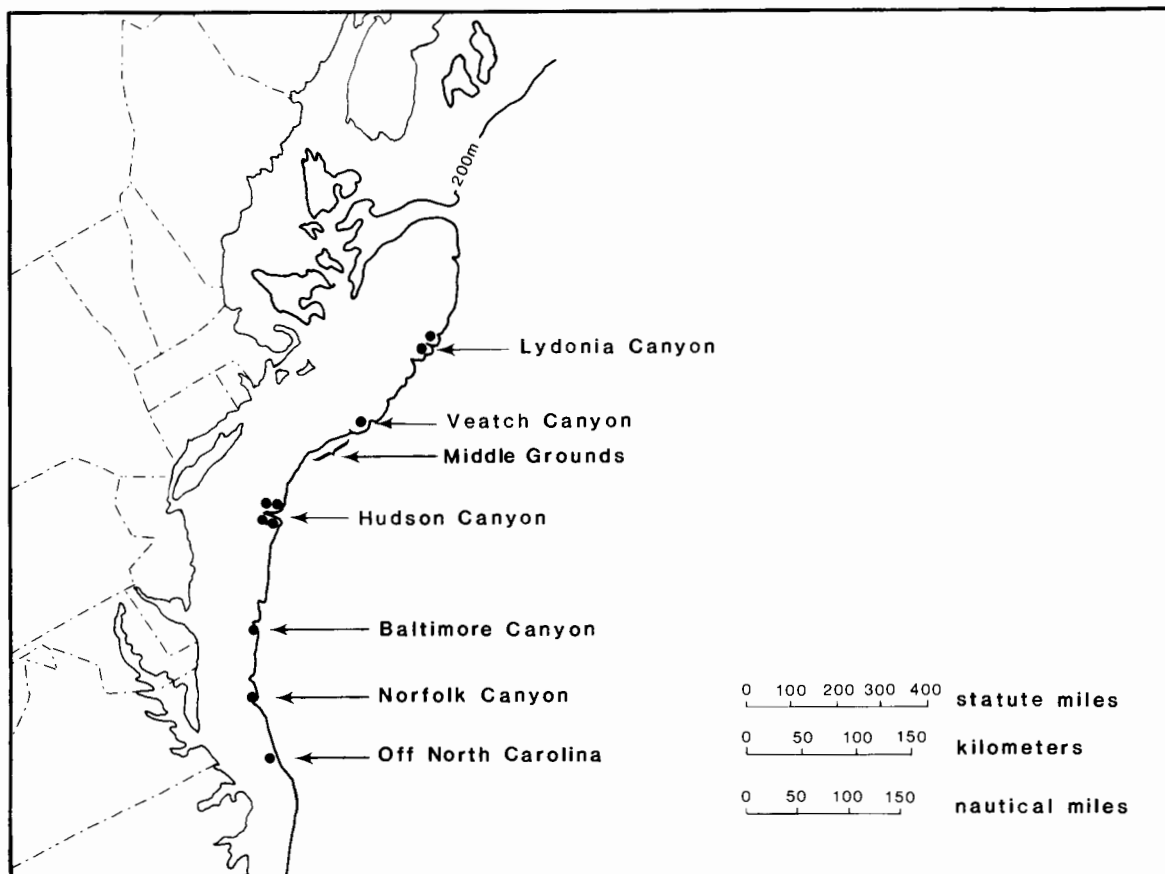 200m
Lydonia Canyon
Veatch Canyon
Middle Grounds
Hudson Canyon
Baltimore Canyon
Norfolk Canyon
Off North Carolina
0 100 200 300 400 statute miles
0 50 100 150 kilometers
0 50 100 150 nautical miles